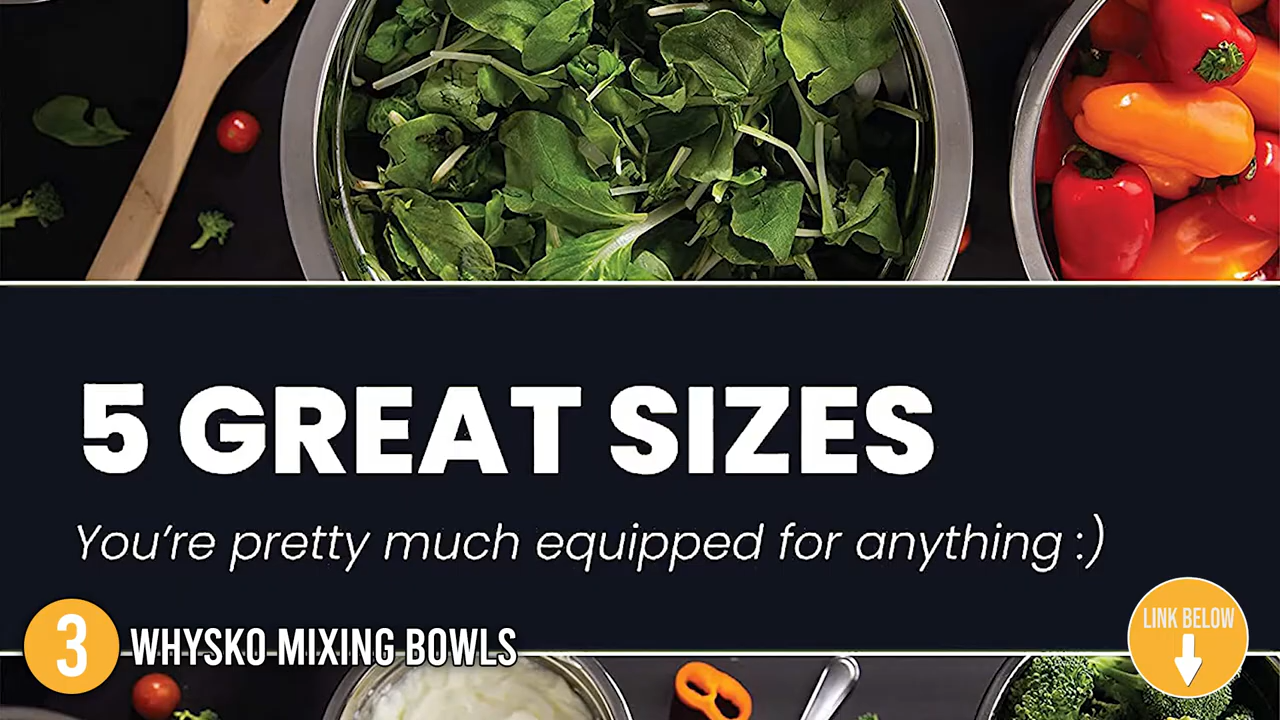 5 GREAT SIZES
You're pretty much equipped for anything :)
3 WHYSKO MIXING BOWLS
LINK BELOW